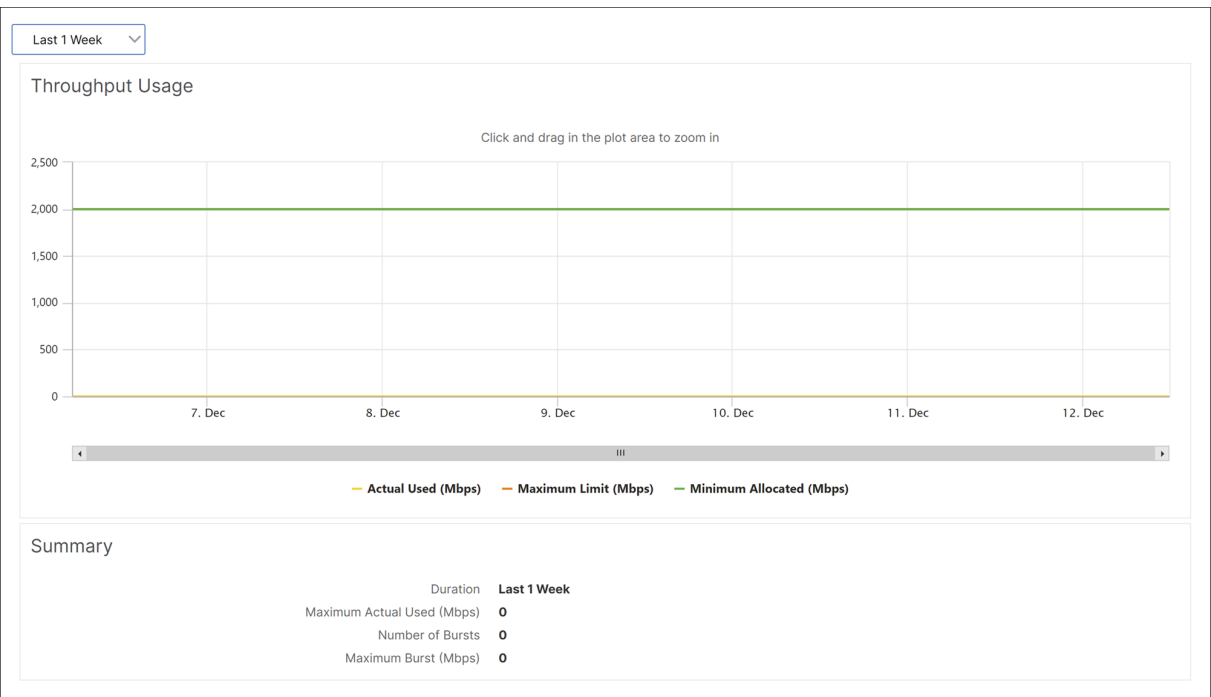 Last 1 Week
Throughput Usage
Click and drag in the plot area to zoom in
2,500
2,000
1,500
1,000
500
0
7. Dec 8. Dec 9. Dec 10. Dec 11. Dec 12. Dec
Actual Used (Mbps) Maximum Limit (Mbps) Minimum Allocated (Mbps)
Summary
Duration Last 1 Week
Maximum Actual Used (Mbps) 0
Number of Bursts 0
Maximum Burst (Mbps) 0